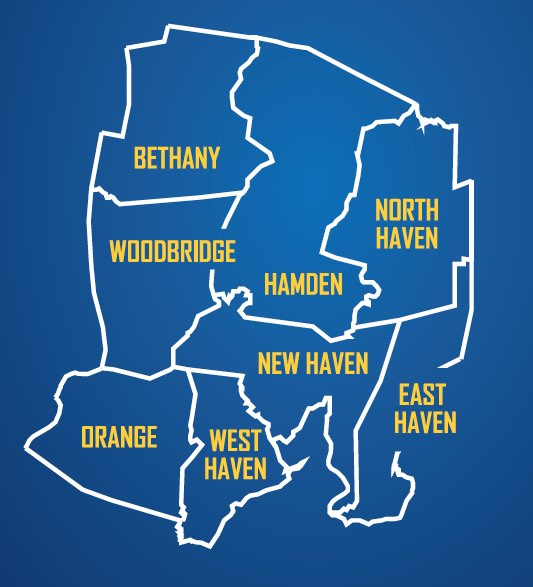 BETHANY
NORTH
HAVEN
WOODBRIDGE
HAMDEN
NEW HAVEN
EAST
HAVEN
ORANGE
WEST
HAVEN